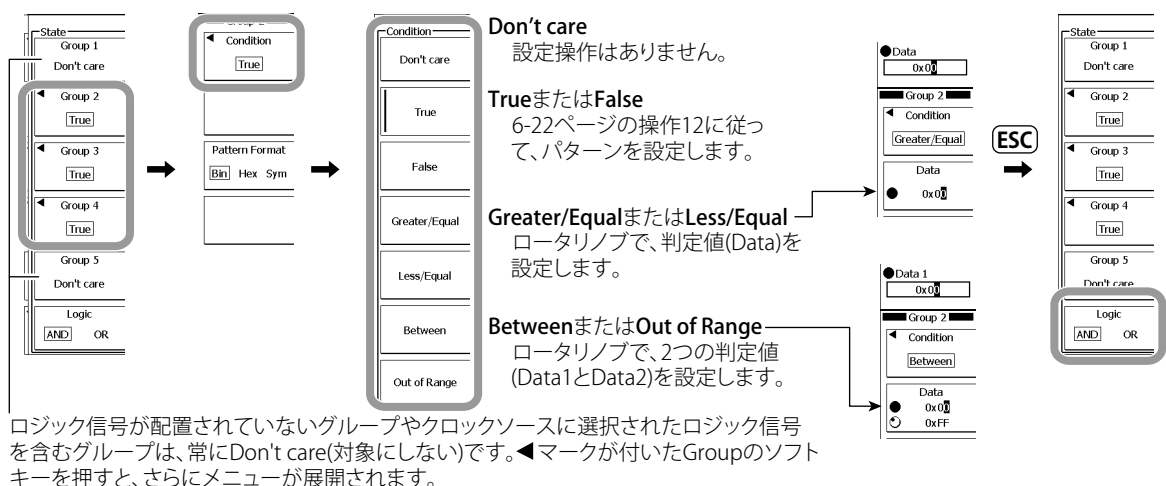 State
Group 1
Don't care
◀ Group 2
True
◀ Group 3
True
◀ Group 4
True
Group 5
Don't care
Logic
AND OR
◀ Condition
True
Pattern Format
Bin Hex Sym
Condition
Don't care
True
False
Greater/Equal
Less/Equal
Between
Out of Range
Don't care
設定操作はありません。
TrueまたはFalse
6-22ページの操作12に従っ
て、パターンを設定します。
Greater/EqualまたはLess/Equal
ロータリノブで、判定値(Data)を
設定します。
BetweenまたはOut of Range
ロータリノブで、2つの判定値
(Data1とData2)を設定します。
Data
0x00
Group 2
◀ Condition
Greater/Equal
Data
0x00
Data 1
0x00
Group 2
◀ Condition
Between
Data
0x00
0xFF
ESC
State
Group 1
Don't care
◀ Group 2
True
◀ Group 3
True
◀ Group 4
True
Group 5
Don't care
Logic
AND OR
ロジック信号が配置されていないグループやクロックソースに選択されたロジック信号
を含むグループは、常にDon't care(対象にしない)です。◀マークが付いたGroupのソフト
キーを押すと、さらにメニューが展開されます。